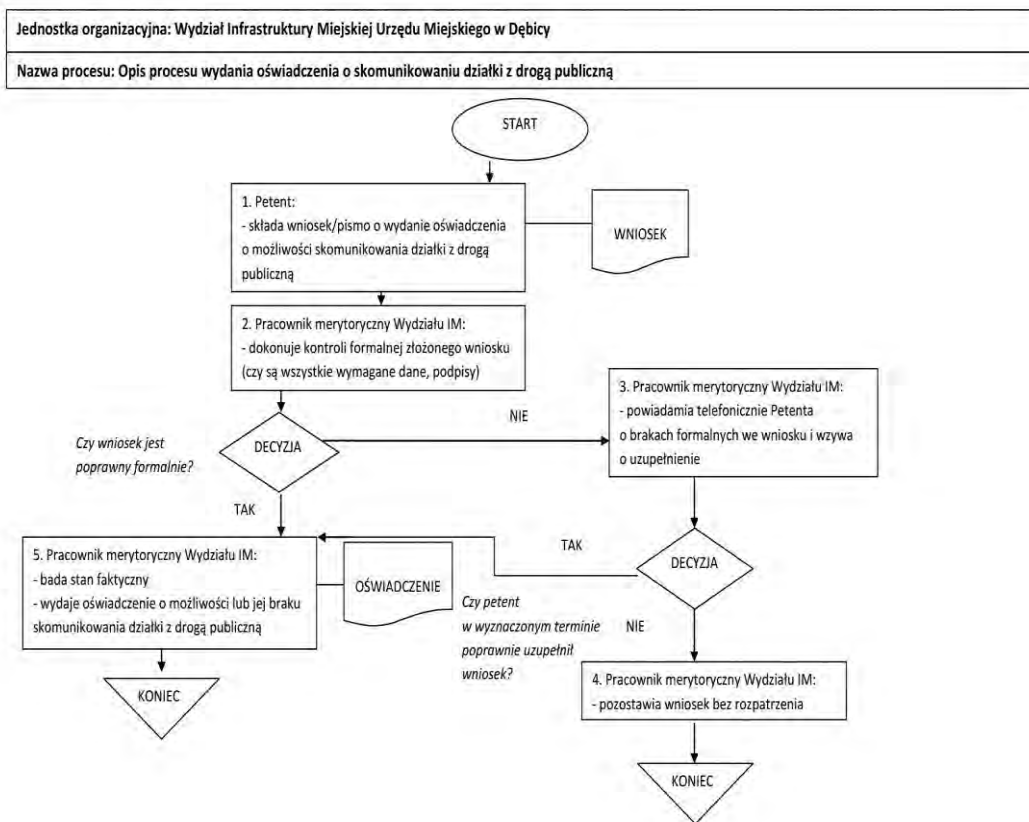 Jednostka organizacyjna: Wydział Infrastruktury Miejskiej Urzędu Miejskiego w Dębicy
Nazwa procesu: Opis procesu wydania oświadczenia o skomunikowaniu działki z drogą publiczną
START
1. Petent:
- składa wniosek/pismo o wydanie oświadczenia
o możliwości skomunikowania działki z drogą
publiczną
WNIOSEK
2. Pracownik merytoryczny Wydziału IM:
- dokonuje kontroli formalnej złożonego wniosku
(czy są wszystkie wymagane dane, podpisy)
Czy wniosek jest
poprawny formalnie?
DECYZJA
NIE
3. Pracownik merytoryczny Wydziału IM:
- powiadamia telefonicznie Petenta
o brakach formalnych we wniosku i wzywa
o uzupełnienie
TAK
5. Pracownik merytoryczny Wydziału IM:
- bada stan faktyczny
- wydaje oświadczenie o możliwości lub jej braku
skomunikowania działki z drogą publiczną
OŚWIADCZENIE
TAK
DECYZJA
Czy petent
w wyznaczonym terminie
poprawnie uzupełnił
wniosek?
NIE
KONIEC
4. Pracownik merytoryczny Wydziału IM:
- pozostawia wniosek bez rozpatrzenia
KONIEC